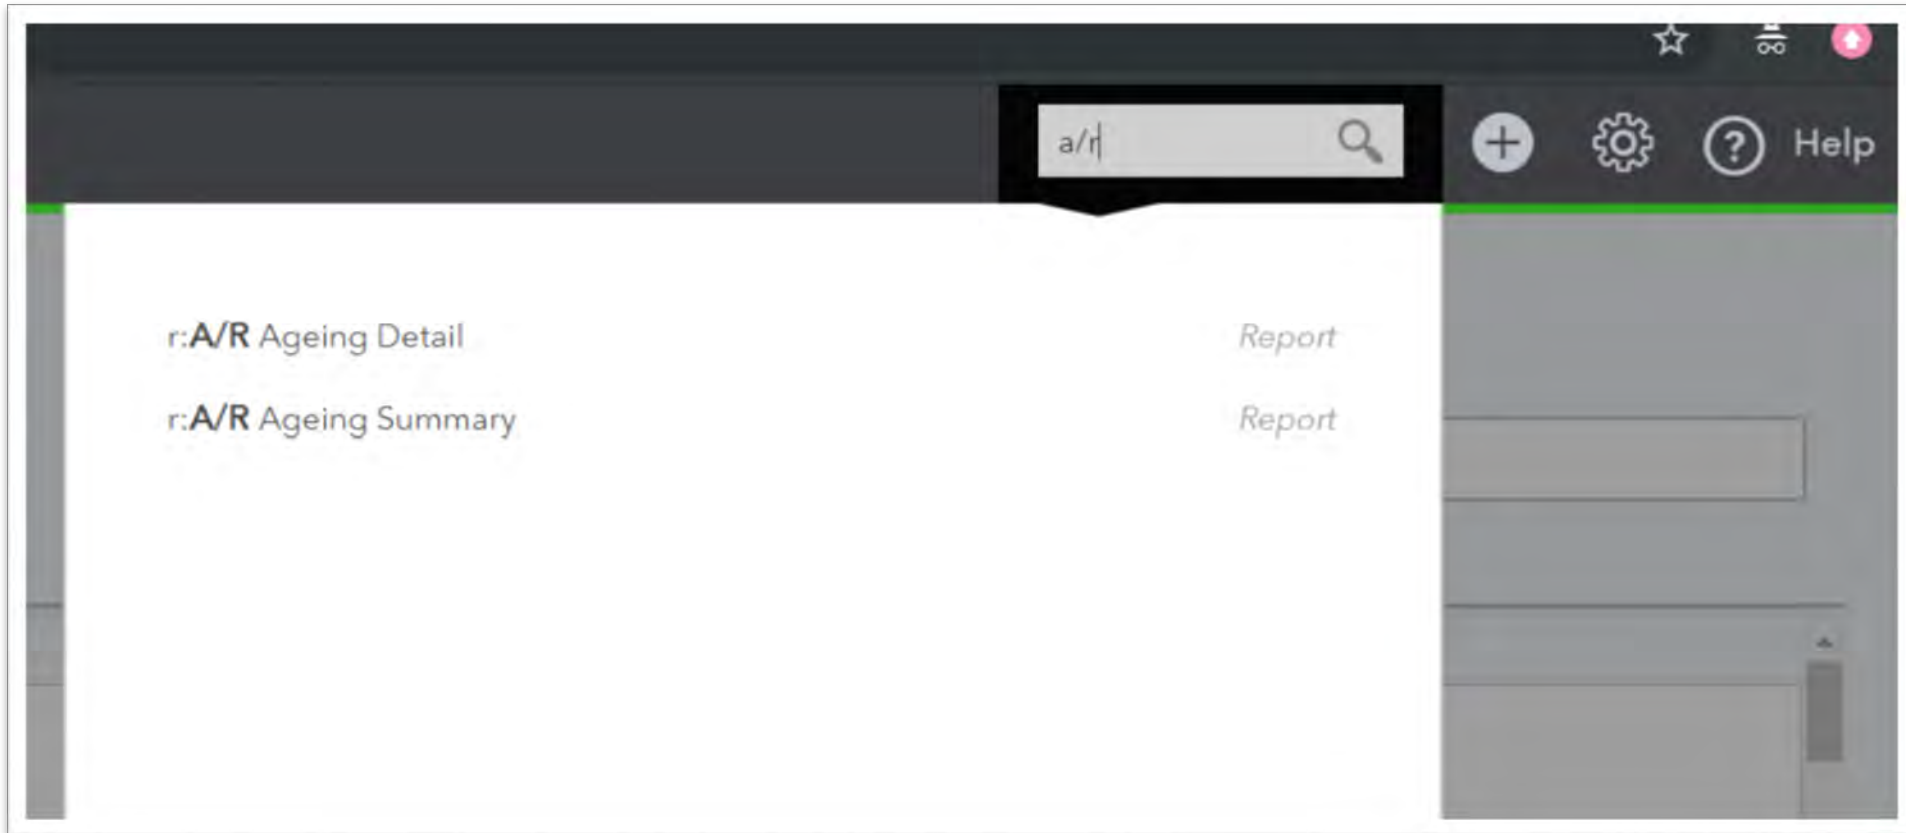 a/r
Help
r:A/R Ageing Detail Report
r:A/R Ageing Summary Report